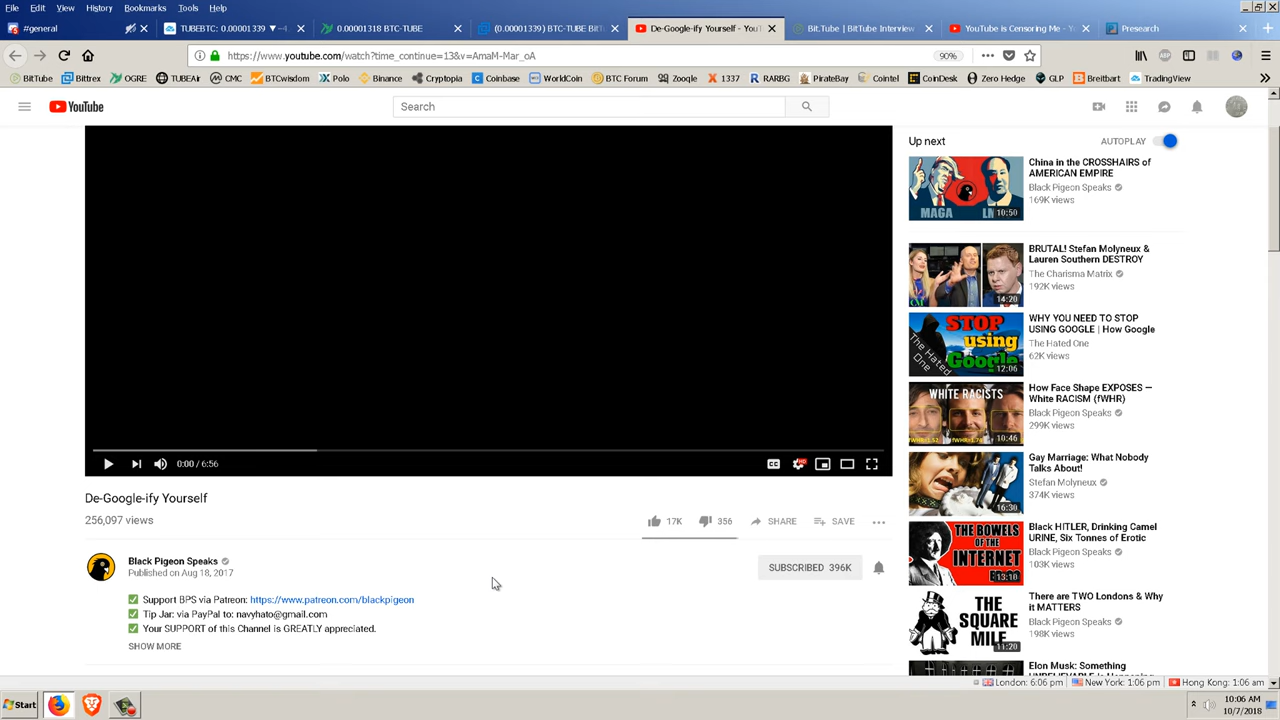 File Edit View History Bookmarks Tools Help
#general
TUBEBTC: 0.00001339 ▼−4
0.00001318 BTC-TUBE
(0.00001339) BTC-TUBE BitT
De-Google-ify Yourself - YouT
BitTube | BitTube Interview
YouTube is Censoring Me - Yo
Presearch
https://www.youtube.com/watch?time_continue=13&v=AmaM-Mar_oA
90%
BitTube Bittrex OGRE TUBEAir CMC BTCwisdom Polo Binance Cryptopia Coinbase WorldCoin BTC Forum Zooqle 1337 RARBG PirateBay Cointel CoinDesk Zero Hedge GLP Breitbart TradingView
YouTube
Search
Up next
AUTOPLAY
China in the CROSSHAIRS of
AMERICAN EMPIRE
Black Pigeon Speaks
169K views
MAGA
10:50
BRUTAL! Stefan Molyneux &
Lauren Southern DESTROY
The Charisma Matrix
192K views
14:20
WHY YOU NEED TO STOP
USING GOOGLE | How Google
The Hated One
62K views
STOP
using
Google
The Hated
One
12:06
How Face Shape EXPOSES —
White RACISM (fWHR)
Black Pigeon Speaks
299K views
WHITE RACISTS
10:46
Gay Marriage: What Nobody
Talks About!
Stefan Molyneux
374K views
16:30
Black HITLER, Drinking Camel
URINE, Six Tonnes of Erotic
Black Pigeon Speaks
103K views
THE BOWELS
OF THE
INTERNET
13:10
There are TWO Londons & Why
it MATTERS
Black Pigeon Speaks
198K views
THE
SQUARE
MILE
11:20
Elon Musk: Something
0:00 / 6:56
CC
HD
De-Google-ify Yourself
256,097 views
17K
356
SHARE
SAVE
Black Pigeon Speaks
Published on Aug 18, 2017
SUBSCRIBED 396K
Support BPS via Patreon: https://www.patreon.com/blackpigeon
Tip Jar: via PayPal to: navyhato@gmail.com
Your SUPPORT of this Channel is GREATLY appreciated.
SHOW MORE
London: 6:06 pm New York: 1:06 pm Hong Kong: 1:06 am
Start
10:06 AM
10/7/2018